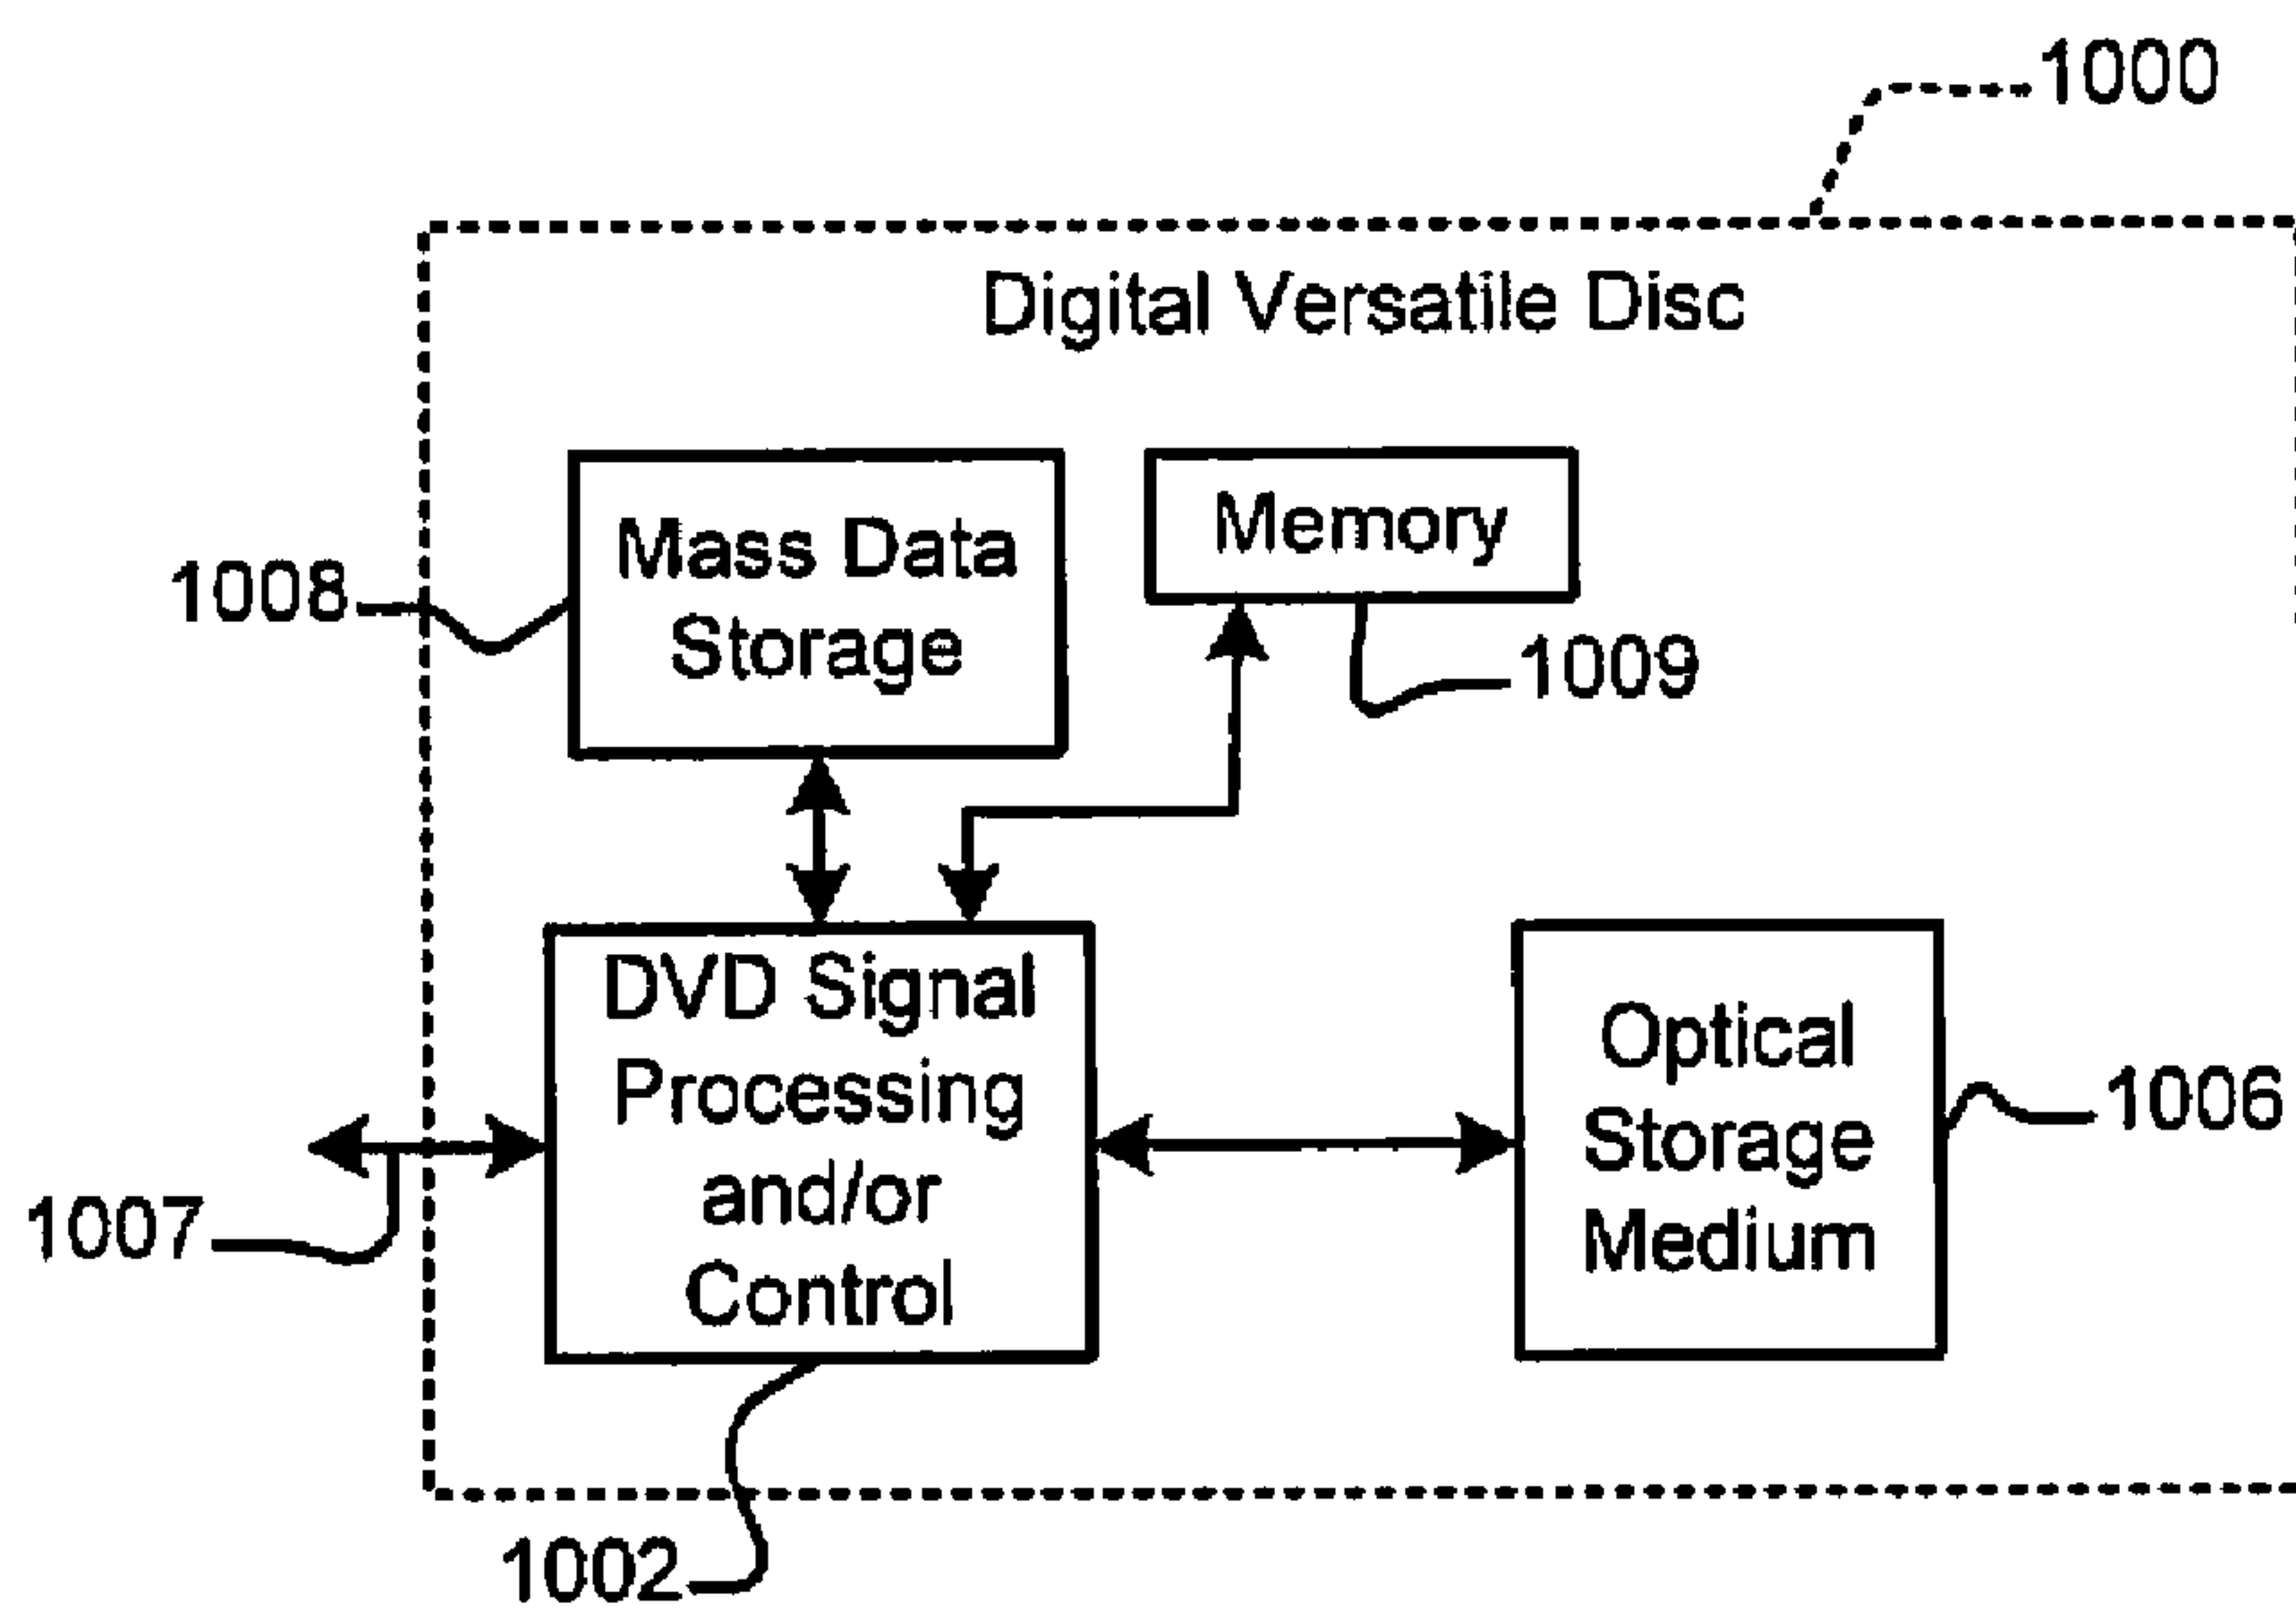 1000
Digital Versatile Disc
Mass Data
Storage
Memory
1008
1009
DVD Signal
Processing
and/or
Control
Optical
Storage
Medium
1006
1007
1002